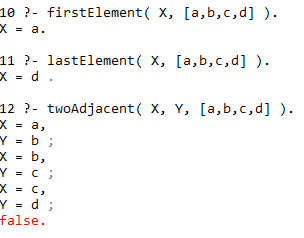 10 ?- firstElement( X, [a,b,c,d] ).
X = a.
11 ?- lastElement( X, [a,b,c,d] ).
X = d .
12 ?- twoAdjacent( X, Y, [a,b,c,d] ).
X = a,
Y = b ;
X = b,
Y = c ;
X = c,
Y = d ;
false.